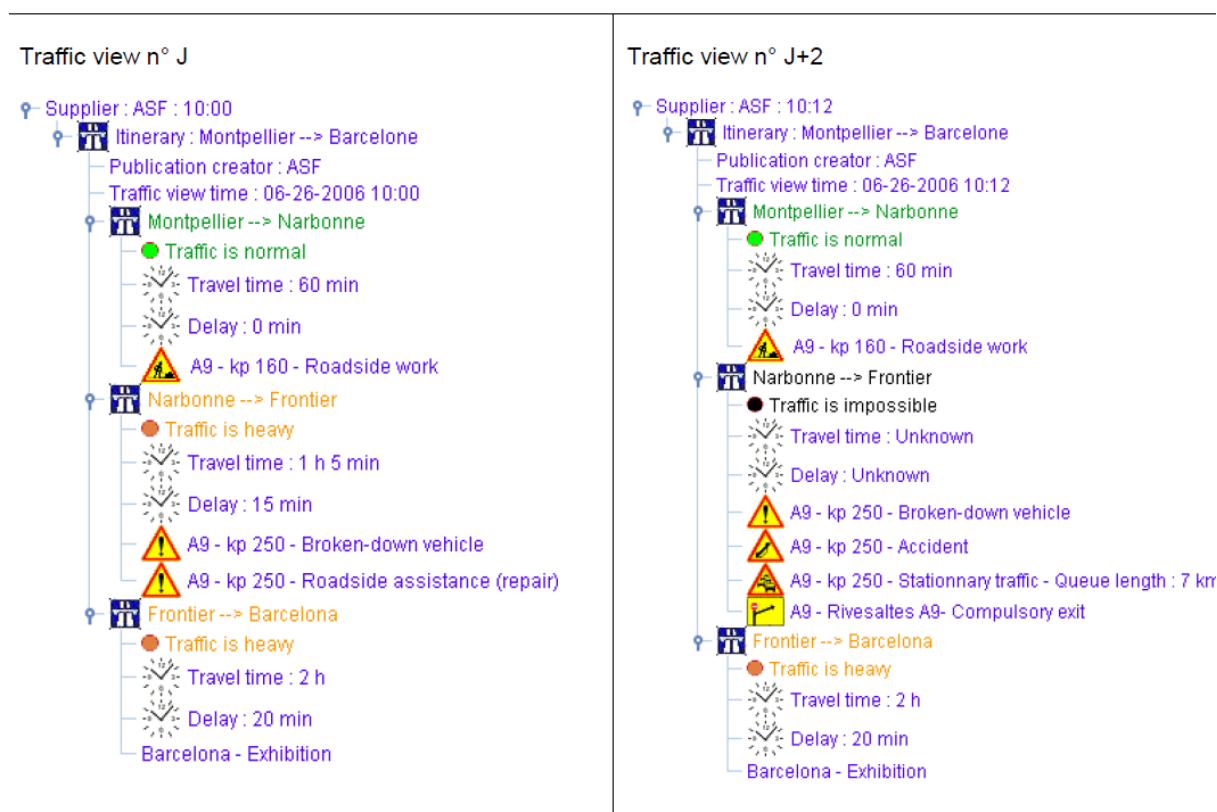 Traffic view n° J
Supplier : ASF : 10:00
Itinerary : Montpellier --> Barcelone
Publication creator : ASF
Traffic view time : 06-26-2006 10:00
Montpellier --> Narbonne
Traffic is normal
Travel time : 60 min
Delay : 0 min
A9 - kp 160 - Roadside work
Narbonne --> Frontier
Traffic is heavy
Travel time : 1 h 5 min
Delay : 15 min
A9 - kp 250 - Broken-down vehicle
A9 - kp 250 - Roadside assistance (repair)
Frontier --> Barcelona
Traffic is heavy
Travel time : 2 h
Delay : 20 min
Barcelona - Exhibition
Traffic view n° J+2
Supplier : ASF : 10:12
Itinerary : Montpellier --> Barcelone
Publication creator : ASF
Traffic view time : 06-26-2006 10:12
Montpellier --> Narbonne
Traffic is normal
Travel time : 60 min
Delay : 0 min
A9 - kp 160 - Roadside work
Narbonne --> Frontier
Traffic is impossible
Travel time : Unknown
Delay : Unknown
A9 - kp 250 - Broken-down vehicle
A9 - kp 250 - Accident
A9 - kp 250 - Stationnary traffic - Queue length : 7 km
A9 - Rivesaltes A9- Compulsory exit
Frontier --> Barcelona
Traffic is heavy
Travel time : 2 h
Delay : 20 min
Barcelona - Exhibition